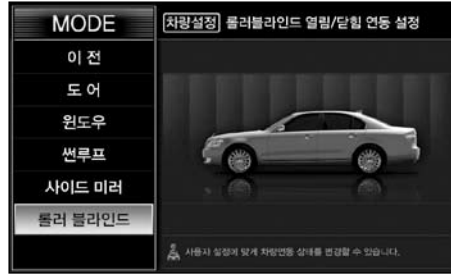 MODE
이 전
도 어
윈도우
썬루프
사이드 미러
롤러 블라인드
차량설정 롤러블라인드 열림/닫힘 연동 설정
사용자 설정에 맞게 차량연동 상태를 변경할 수 있습니다.